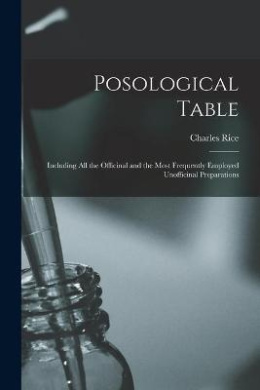 Posological
Table
Charles Rice
Including All the Officinal and the Most Frequently Employed
Unofficinal Preparations